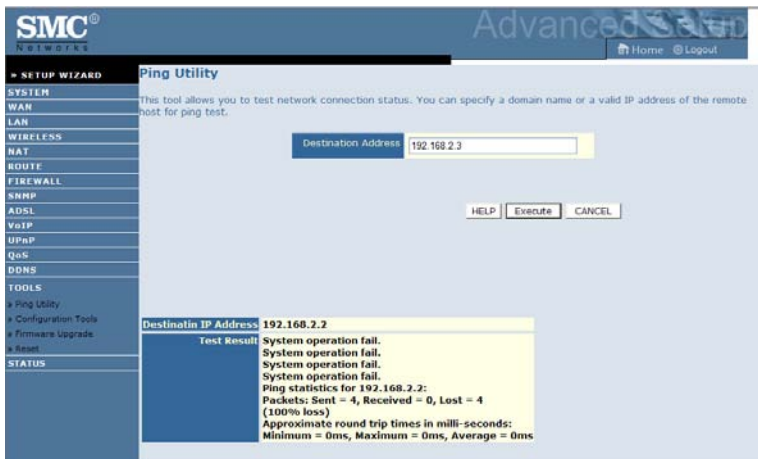 SMC®
Networks
Advanced Setup
Home Logout
» SETUP WIZARD
SYSTEM
WAN
LAN
WIRELESS
NAT
ROUTE
FIREWALL
SNMP
ADSL
VoIP
UPnP
QoS
DDNS
TOOLS
» Ping Utility
» Configuration Tools
» Firmware Upgrade
» Reset
STATUS
Ping Utility
This tool allows you to test network connection status. You can specify a domain name or a valid IP address of the remote
host for ping test.
Destination Address 192.168.2.3
HELP Execute CANCEL
Destinatin IP Address 192.168.2.2
Test Result System operation fail.
System operation fail.
System operation fail.
System operation fail.
Ping statistics for 192.168.2.2:
Packets: Sent = 4, Received = 0, Lost = 4
(100% loss)
Approximate round trip times in milli-seconds:
Minimum = 0ms, Maximum = 0ms, Average = 0ms